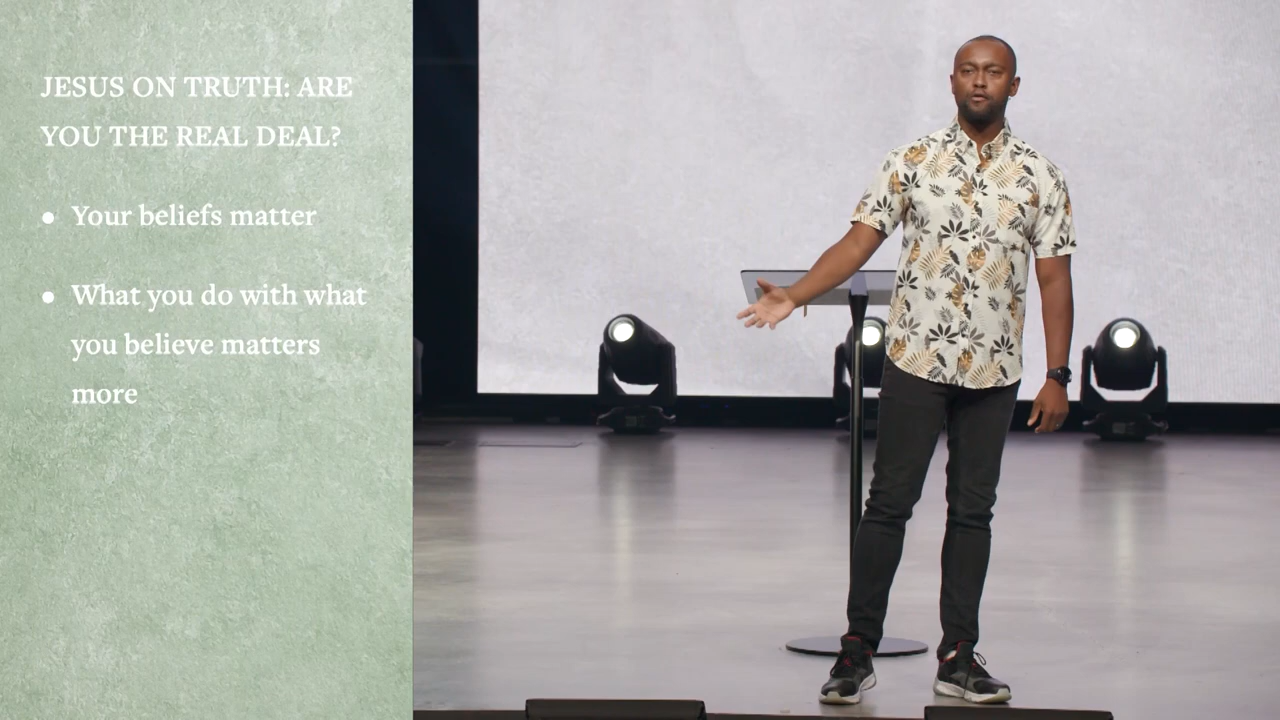 JESUS ON TRUTH: ARE
YOU THE REAL DEAL?
• Your beliefs matter
• What you do with what
you believe matters
more